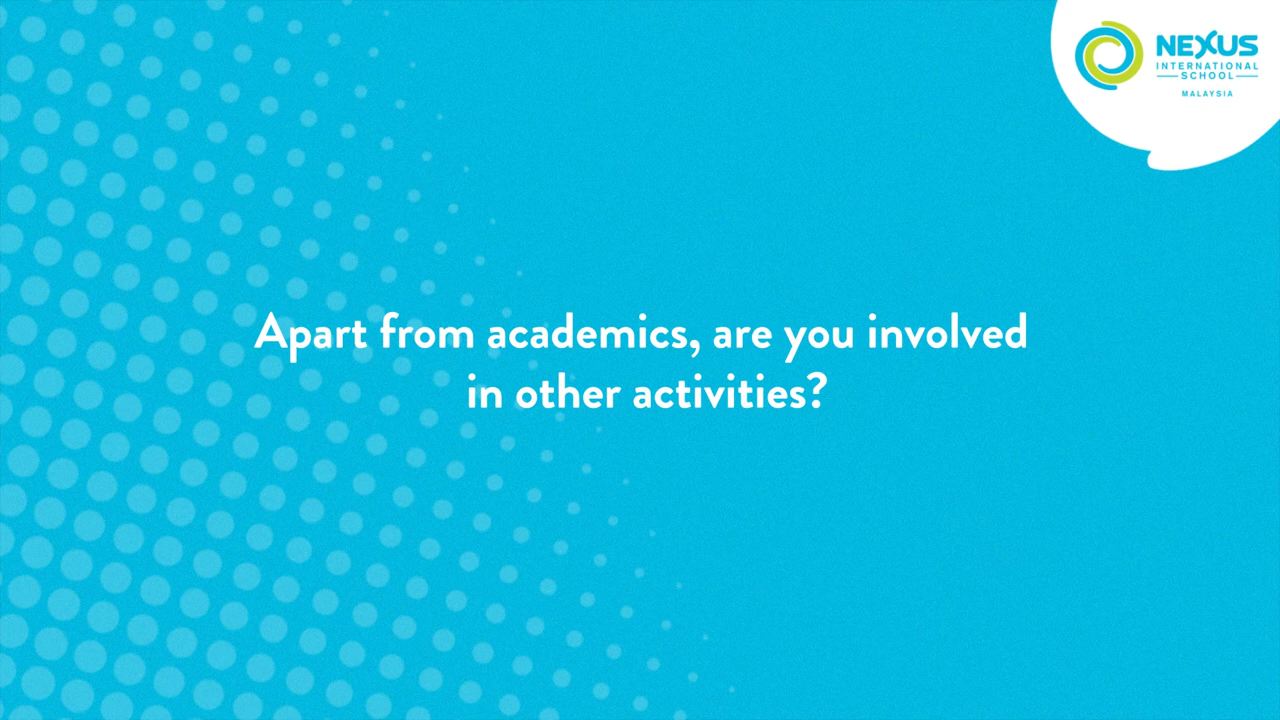 NEXUS
INTERNATIONAL
SCHOOL
MALAYSIA
Apart from academics, are you involved
in other activities?